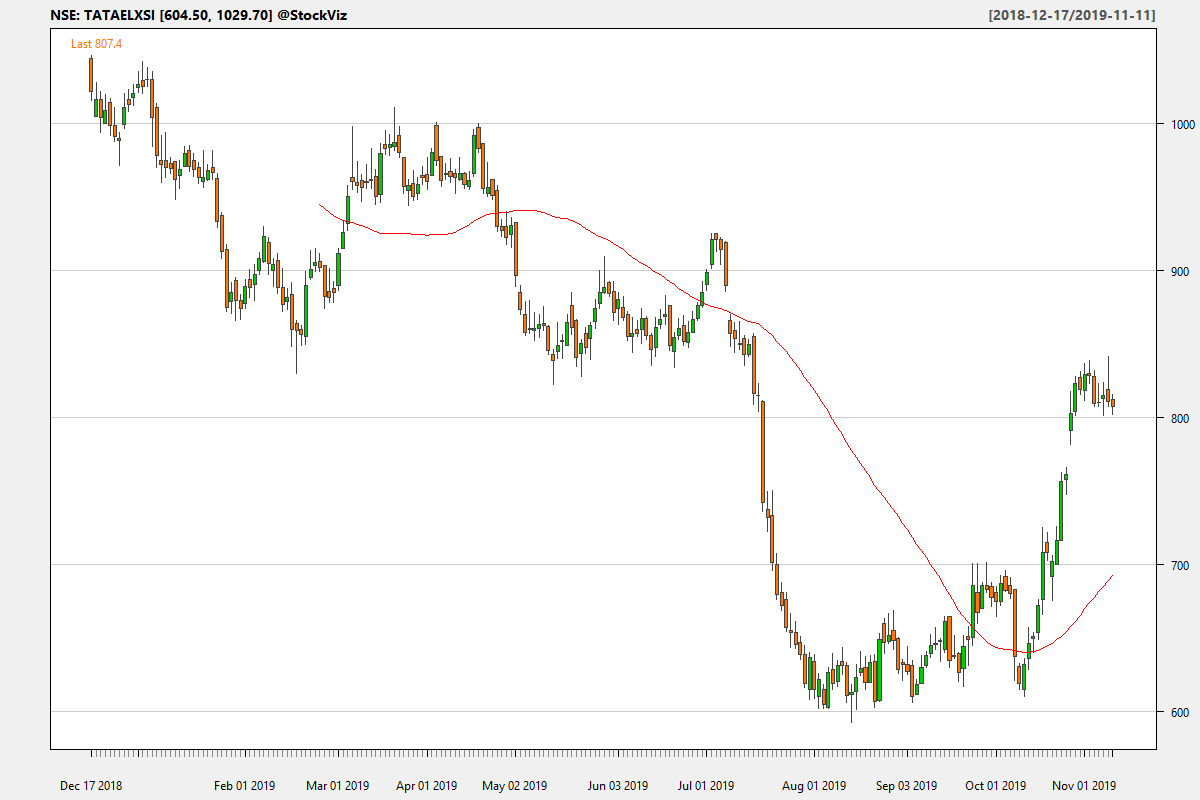 NSE: TATAELXSI [604.50, 1029.70] @StockViz
[2018-12-17/2019-11-11]
Last 807.4
1000
900
800
700
600
Dec 17 2018
Feb 01 2019
Mar 01 2019
Apr 01 2019
May 02 2019
Jun 03 2019
Jul 01 2019
Aug 01 2019
Sep 03 2019
Oct 01 2019
Nov 01 2019